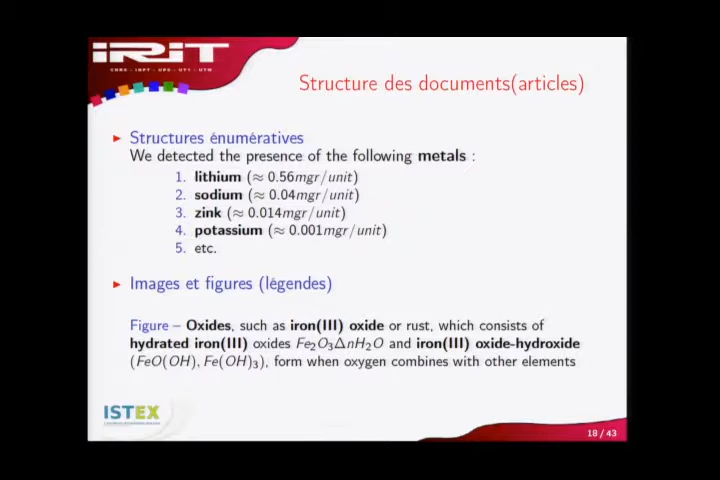 IRIT
CNRS - INPT - UPS - UT1 - UTM
Structure des documents(articles)
Structures énumératives
We detected the presence of the following metals :
1. lithium (≈ 0.56mgr/unit)
2. sodium (≈ 0.04mgr/unit)
3. zink (≈ 0.014mgr/unit)
4. potassium (≈ 0.001mgr/unit)
5. etc.
Images et figures (légendes)
Figure – Oxides, such as iron(III) oxide or rust, which consists of
hydrated iron(III) oxides Fe₂O₃ΔnH₂O and iron(III) oxide-hydroxide
(FeO(OH), Fe(OH)₃), form when oxygen combines with other elements
ISTEX
18 / 43